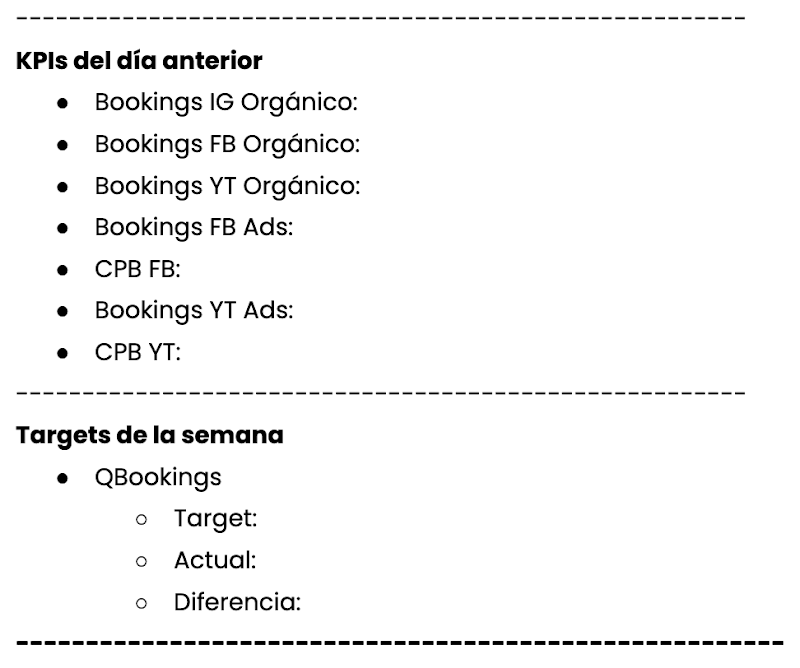 -------------------------------------------------------
KPIs del día anterior
● Bookings IG Orgánico:
● Bookings FB Orgánico:
● Bookings YT Orgánico:
● Bookings FB Ads:
● CPB FB:
● Bookings YT Ads:
● CPB YT:
-------------------------------------------------------
Targets de la semana
● QBookings
○ Target:
○ Actual:
○ Diferencia:
-------------------------------------------------------